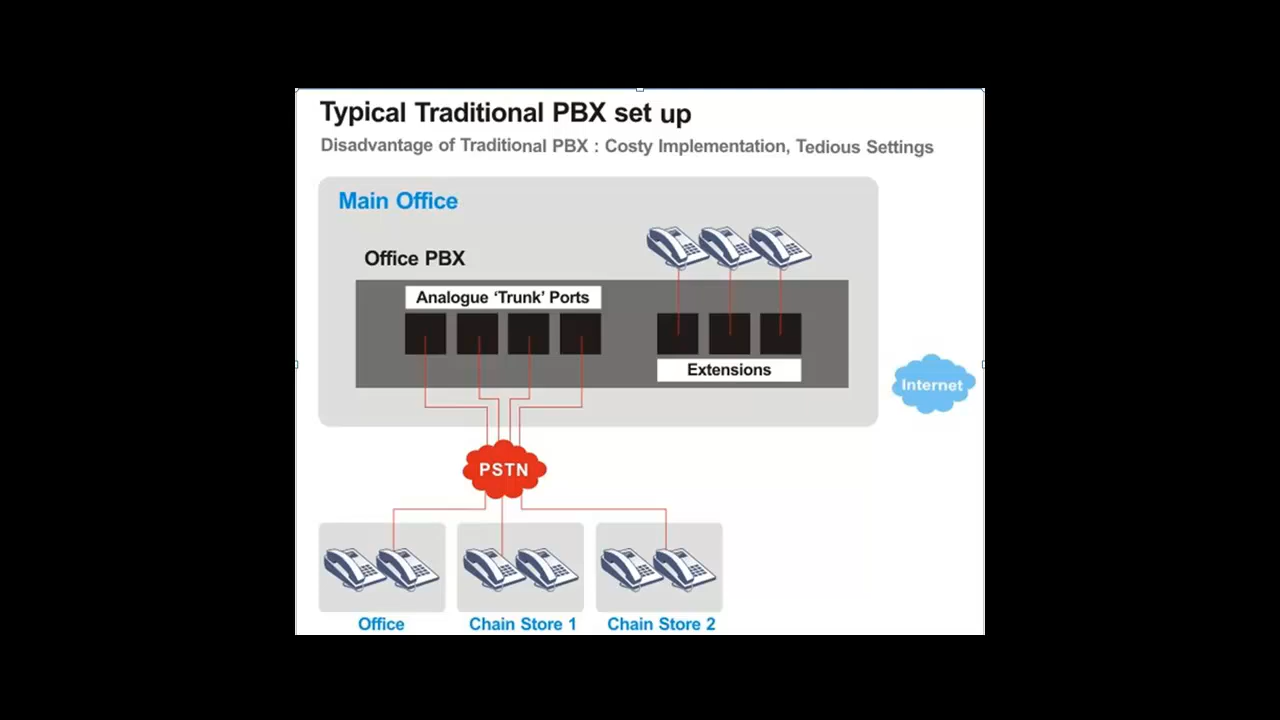 Typical Traditional PBX set up
Disadvantage of Traditional PBX : Costy Implementation, Tedious Settings
Main Office
Office PBX
Analogue ‘Trunk’ Ports
Extensions
Internet
PSTN
Office
Chain Store 1
Chain Store 2